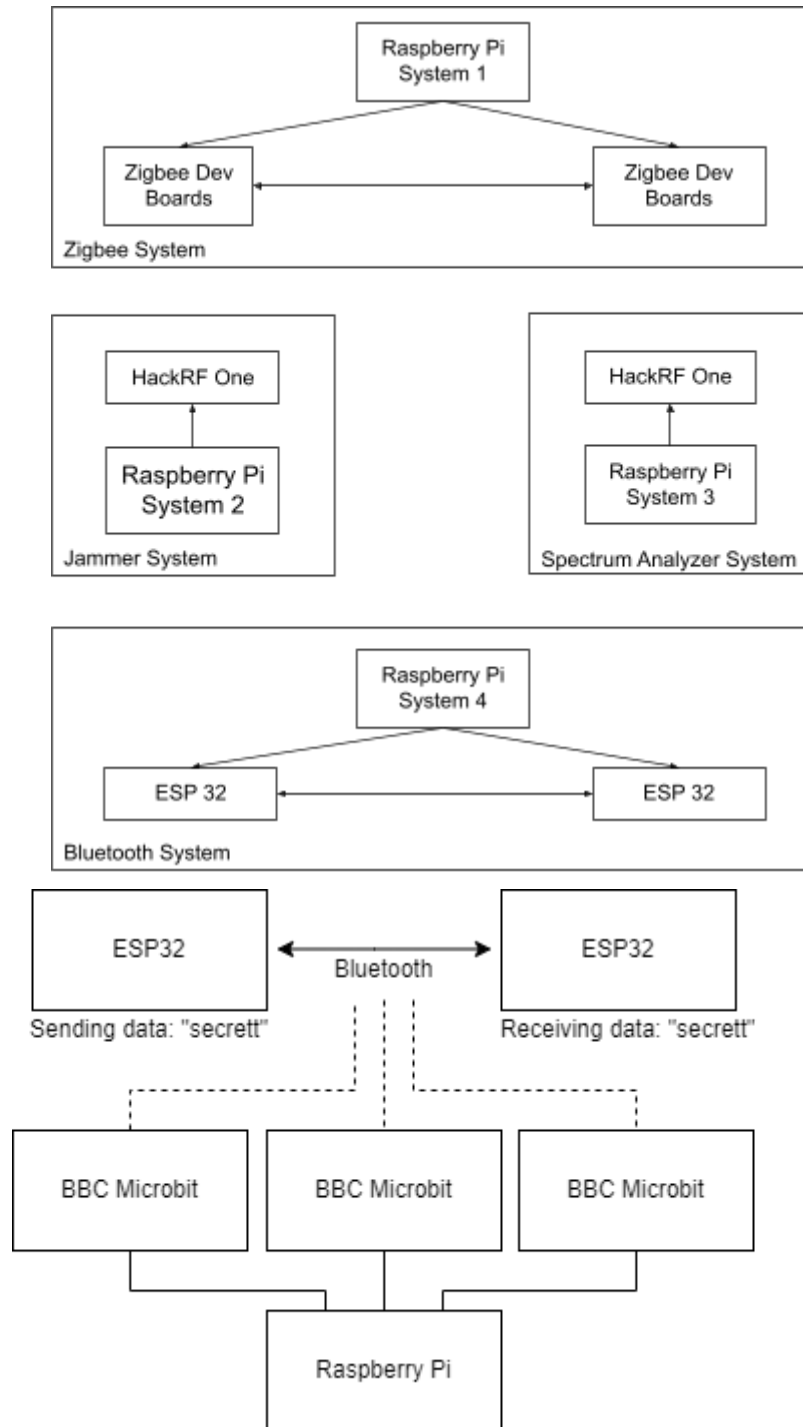 Raspberry Pi
System 1
Zigbee Dev
Boards
Zigbee Dev
Boards
Zigbee System
HackRF One
Raspberry Pi
System 2
Jammer System
HackRF One
Raspberry Pi
System 3
Spectrum Analyzer System
Raspberry Pi
System 4
ESP 32
ESP 32
Bluetooth System
ESP32
Bluetooth
ESP32
Sending data: "secrett"
Receiving data: "secrett"
BBC Microbit
BBC Microbit
BBC Microbit
Raspberry Pi